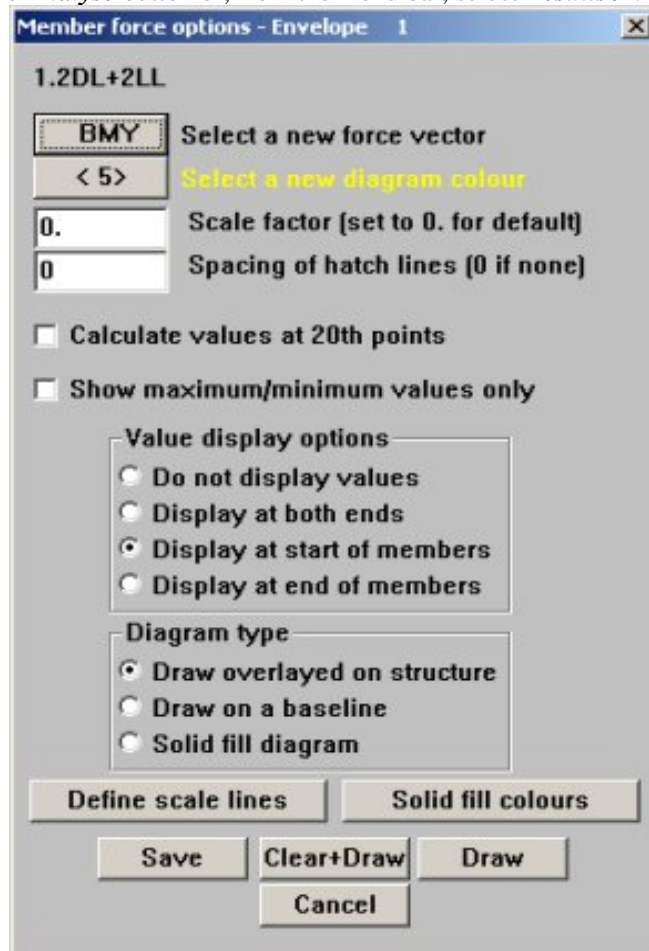 Member force options - Envelope 1
1.2DL+2LL
BMY Select a new force vector
< 5> Select a new diagram colour
0. Scale factor (set to 0. for default)
0 Spacing of hatch lines (0 if none)
Calculate values at 20th points
Show maximum/minimum values only
Value display options
Do not display values
Display at both ends
Display at start of members
Display at end of members
Diagram type
Draw overlayed on structure
Draw on a baseline
Solid fill diagram
Define scale lines Solid fill colours
Save Clear+Draw Draw
Cancel